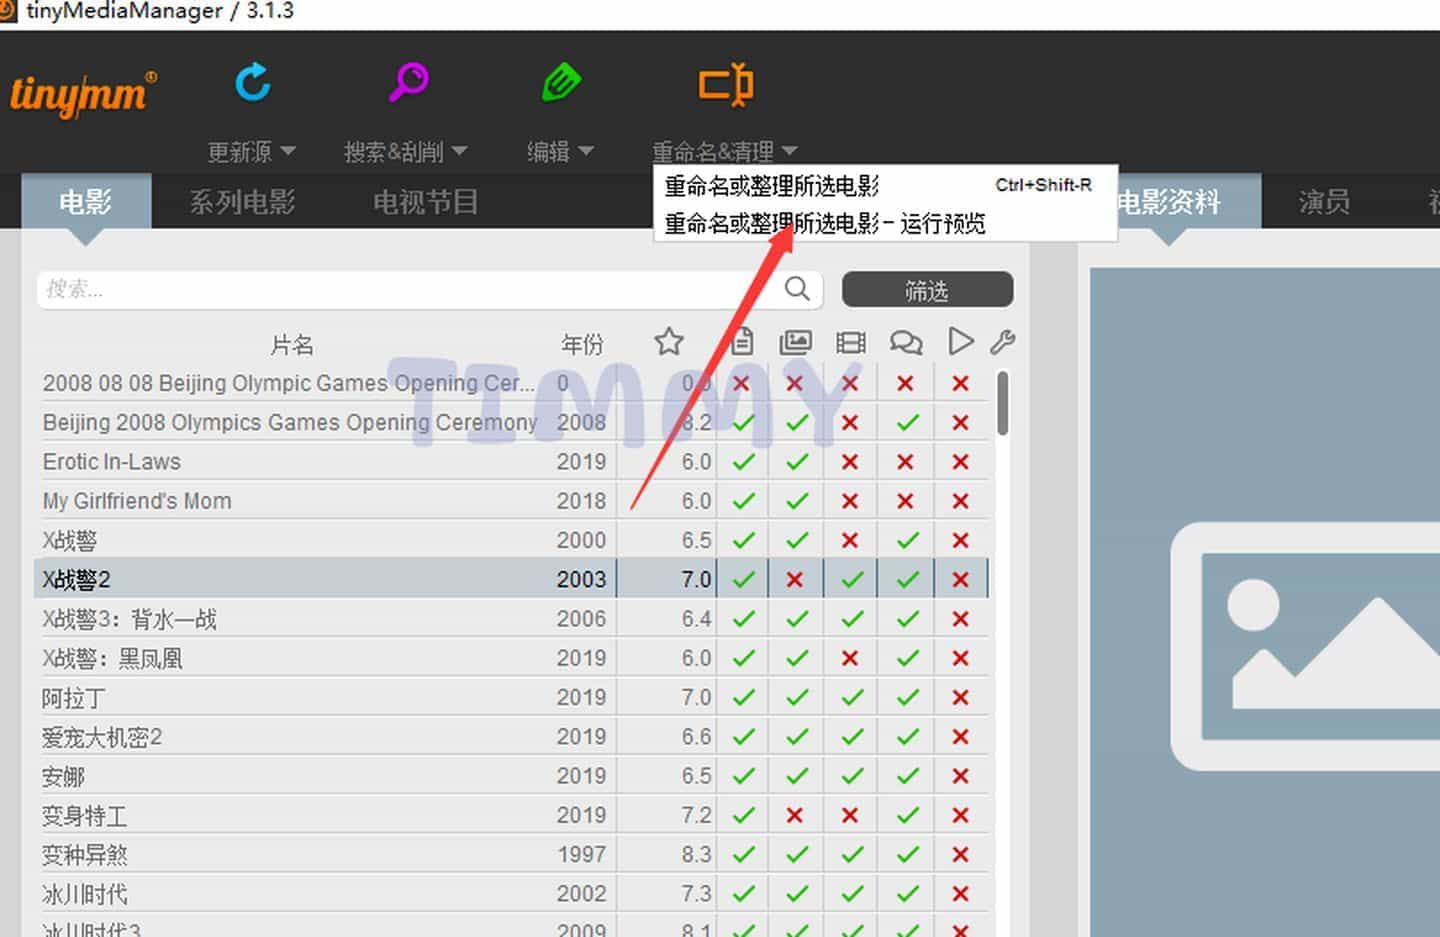 tinyMediaManager / 3.1.3
tinymm®
更新源
搜索&刮削
编辑
重命名&清理
重命名或整理所选电影 Ctrl+Shift-R
重命名或整理所选电影 - 运行预览
电影
系列电影
电视节目
电影资料
演员
搜索...
筛选
片名 年份
2008 08 08 Beijing Olympic Games Opening Cer... 0 0.0
TIMMY
Beijing 2008 Olympics Games Opening Ceremony 2008 8.2
Erotic In-Laws 2019 6.0
My Girlfriend's Mom 2018 6.0
X战警 2000 6.5
X战警2 2003 7.0
X战警3：背水一战 2006 6.4
X战警：黑凤凰 2019 6.0
阿拉丁 2019 7.0
爱宠大机密2 2019 6.6
安娜 2019 6.5
变身特工 2019 7.2
变种异煞 1997 8.3
冰川时代 2002 7.3
冰川时代3 2009 8.1